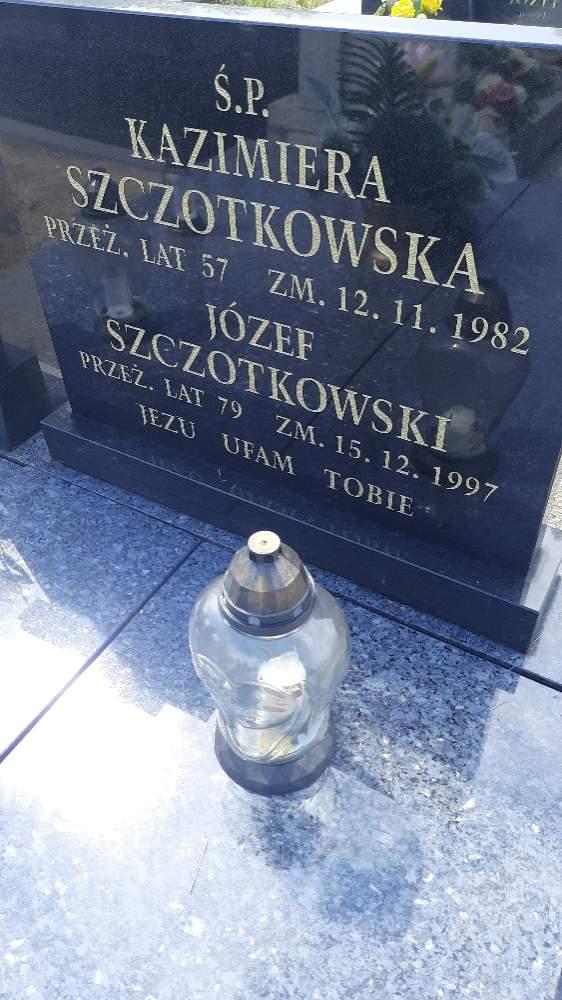 Ś.P.
KAZIMIERA
SZCZOTKOWSKA
PRZEŻ. LAT 57 ZM. 12. 11. 1982
JÓZEF
SZCZOTKOWSKI
PRZEŻ. LAT 79 ZM. 15. 12. 1997
JEZU UFAM TOBIE